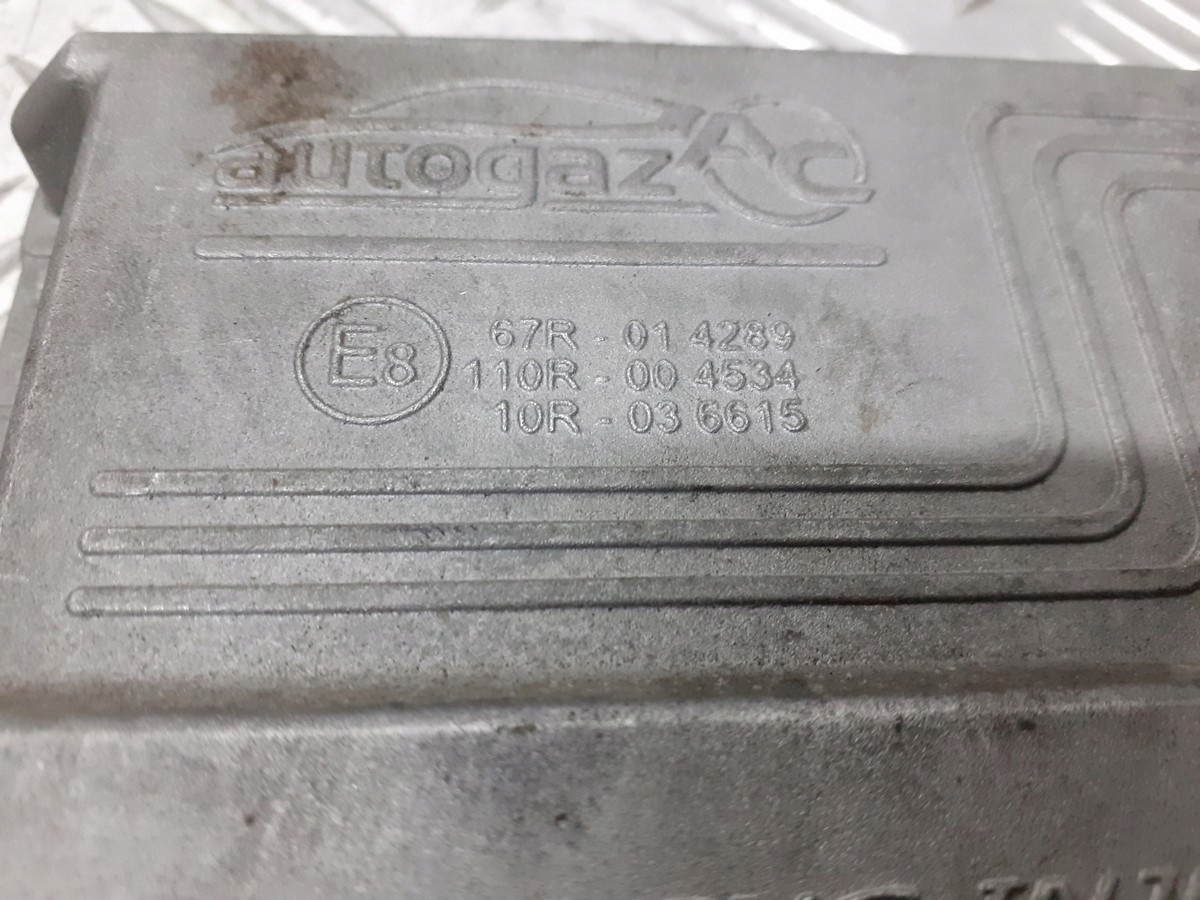 autogaz AC
E8
67R - 01 4289
110R - 00 4534
10R - 03 6615